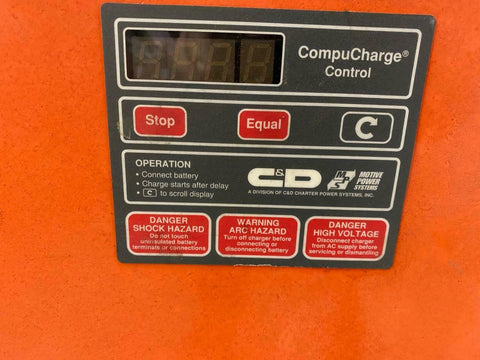 CompuCharge®
Control
Stop
Equal
C
OPERATION
• Connect battery
• Charge starts after delay
• C to scroll display
C&D
A DIVISION OF C&D CHARTER POWER SYSTEMS, INC.
MPS
MOTIVE
POWER
SYSTEMS
DANGER
SHOCK HAZARD
Do not touch
uninsulated battery
terminals or connections
WARNING
ARC HAZARD
Turn off charger before
connecting or
disconnecting battery
DANGER
HIGH VOLTAGE
Disconnect charger
from AC supply before
servicing or dismantling